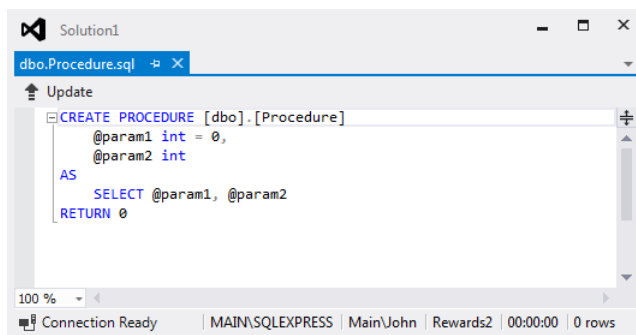 Solution1
dbo.Procedure.sql
Update
CREATE PROCEDURE [dbo].[Procedure]
@param1 int = 0,
@param2 int
AS
SELECT @param1, @param2
RETURN 0
100 %
Connection Ready MAIN\SQLEXPRESS Main\John Rewards2 00:00:00 0 rows